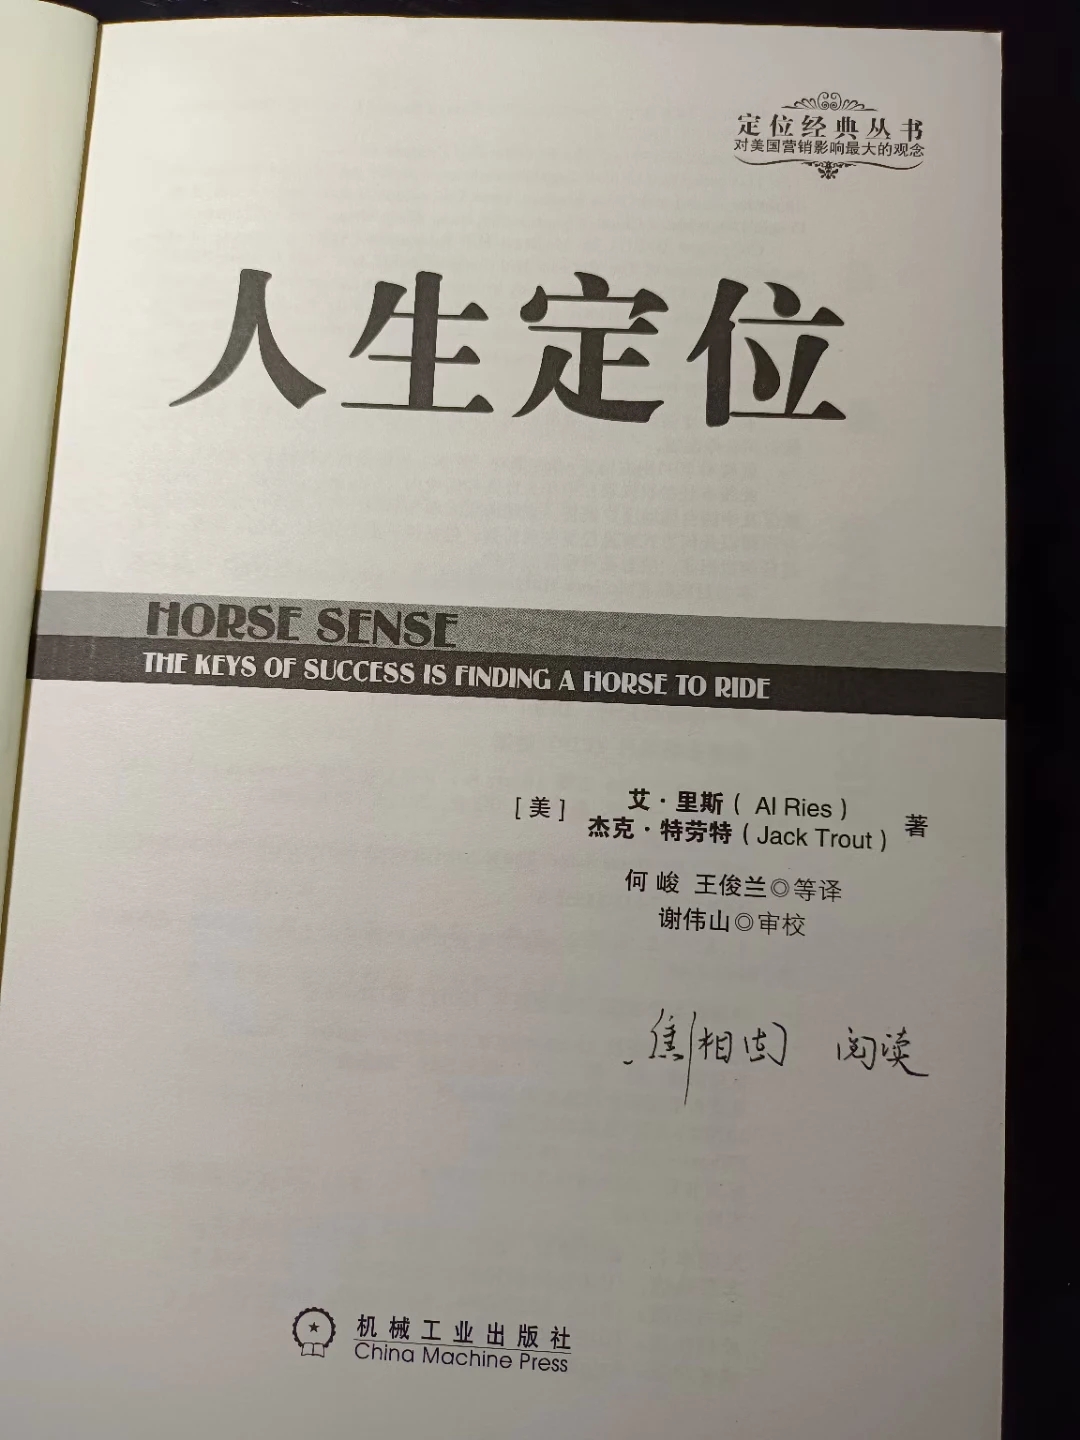 定位经典丛书
对美国营销影响最大的观念
人生定位
HORSE SENSE
THE KEYS OF SUCCESS IS FINDING A HORSE TO RIDE
[美] 艾·里斯(Al Ries)
杰克·特劳特(Jack Trout) 著
何峻 王俊兰◎等译
谢伟山◎审校
焦相国 阅读
机械工业出版社
China Machine Press